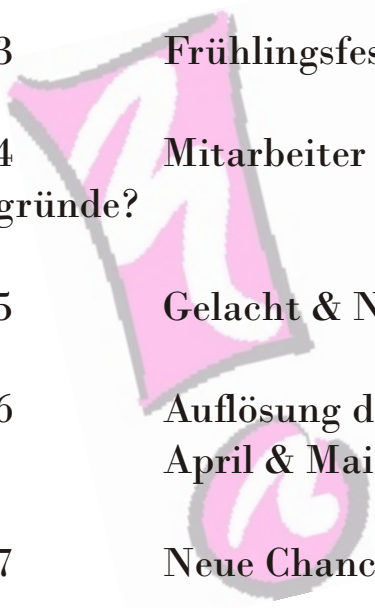 3 Frühlingsfes
4 Mitarbeiter
gründe?
5 Gelacht & N
6 Auflösung d
April & Mai
7 Neue Chanc